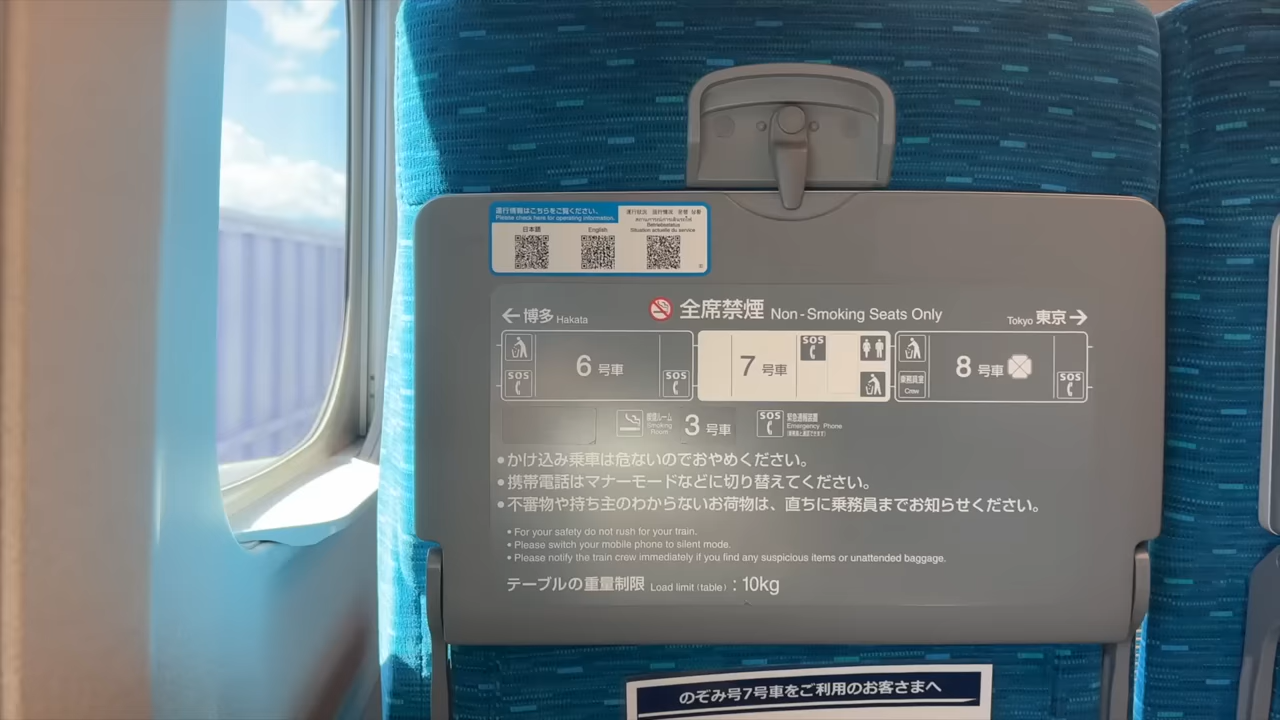 運行情報はこちらをご覧ください。
Please check here for operating information.
日本語
English
Situation actuelle du service
←博多 Hakata
全席禁煙 Non-Smoking Seats Only
Tokyo 東京→
SOS
6 号車
SOS
7 号車
SOS
乗務員室
Crew
8 号車
SOS
喫煙ルーム
Smoking
Room
3 号車
SOS
緊急通報装置
Emergency Phone
•かけ込み乗車は危ないのでおやめください。
•携帯電話はマナーモードなどに切り替えてください。
•不審物や持ち主のわからないお荷物は、直ちに乗務員までお知らせください。
• For your safety do not rush for your train.
• Please switch your mobile phone to silent mode.
• Please notify the train crew immediately if you find any suspicious items or unattended baggage.
テーブルの重量制限 Load limit (table) : 10kg
のぞみ号7号車をご利用のお客さまへ